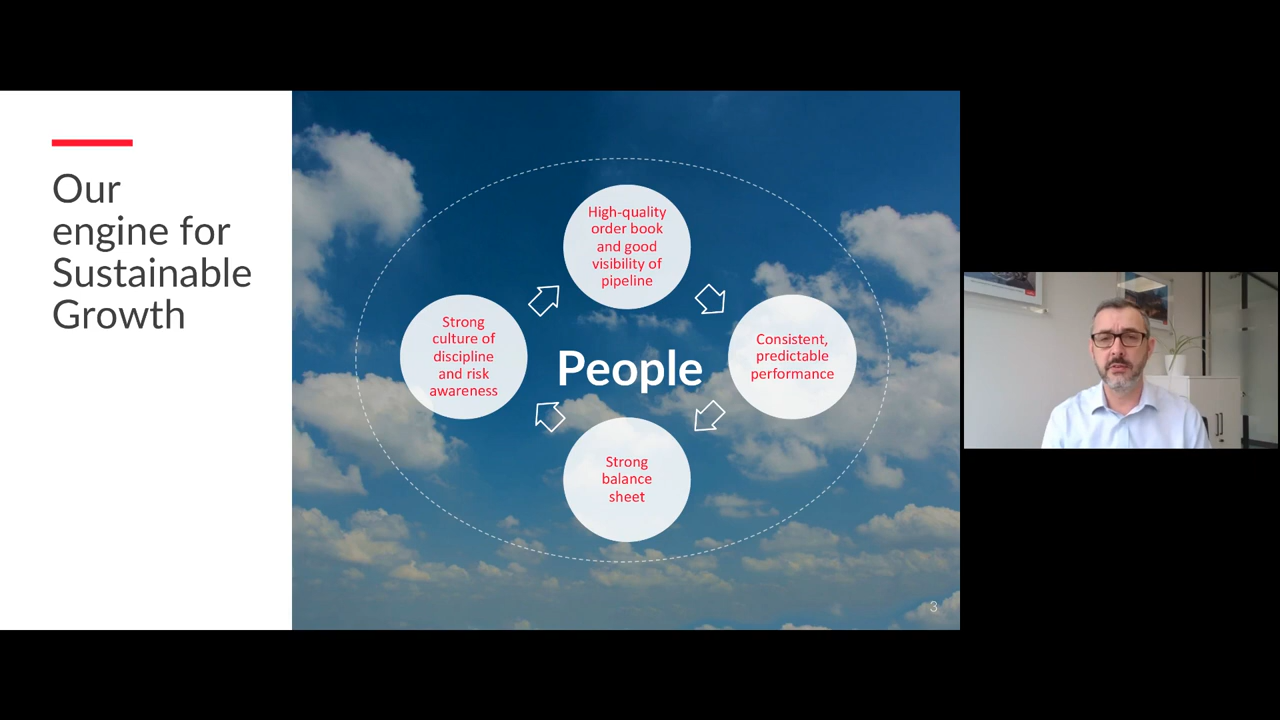 Our
engine for
Sustainable
Growth
High-quality
order book
and good
visibility of
pipeline
Strong
culture of
discipline
and risk
awareness
People
Consistent,
predictable
performance
Strong
balance
sheet
3